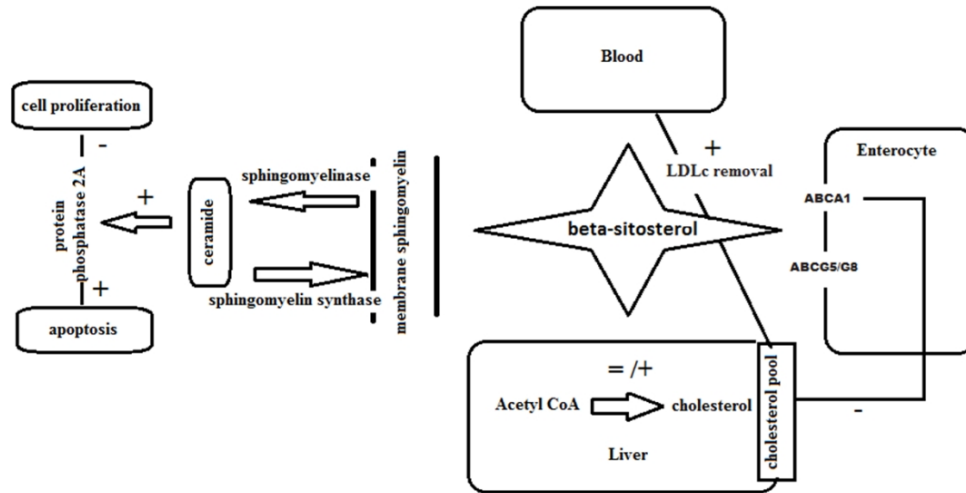 Blood
cell proliferation
-
+
LDLc removal
Enterocyte
protein
phosphatase 2A
+
ceramide
sphingomyelinase
sphingomyelin synthase
membrane sphingomyelin
beta-sitosterol
ABCA1
ABCG5/G8
+
apoptosis
= /+
Acetyl CoA
cholesterol
Liver
cholesterol pool
-